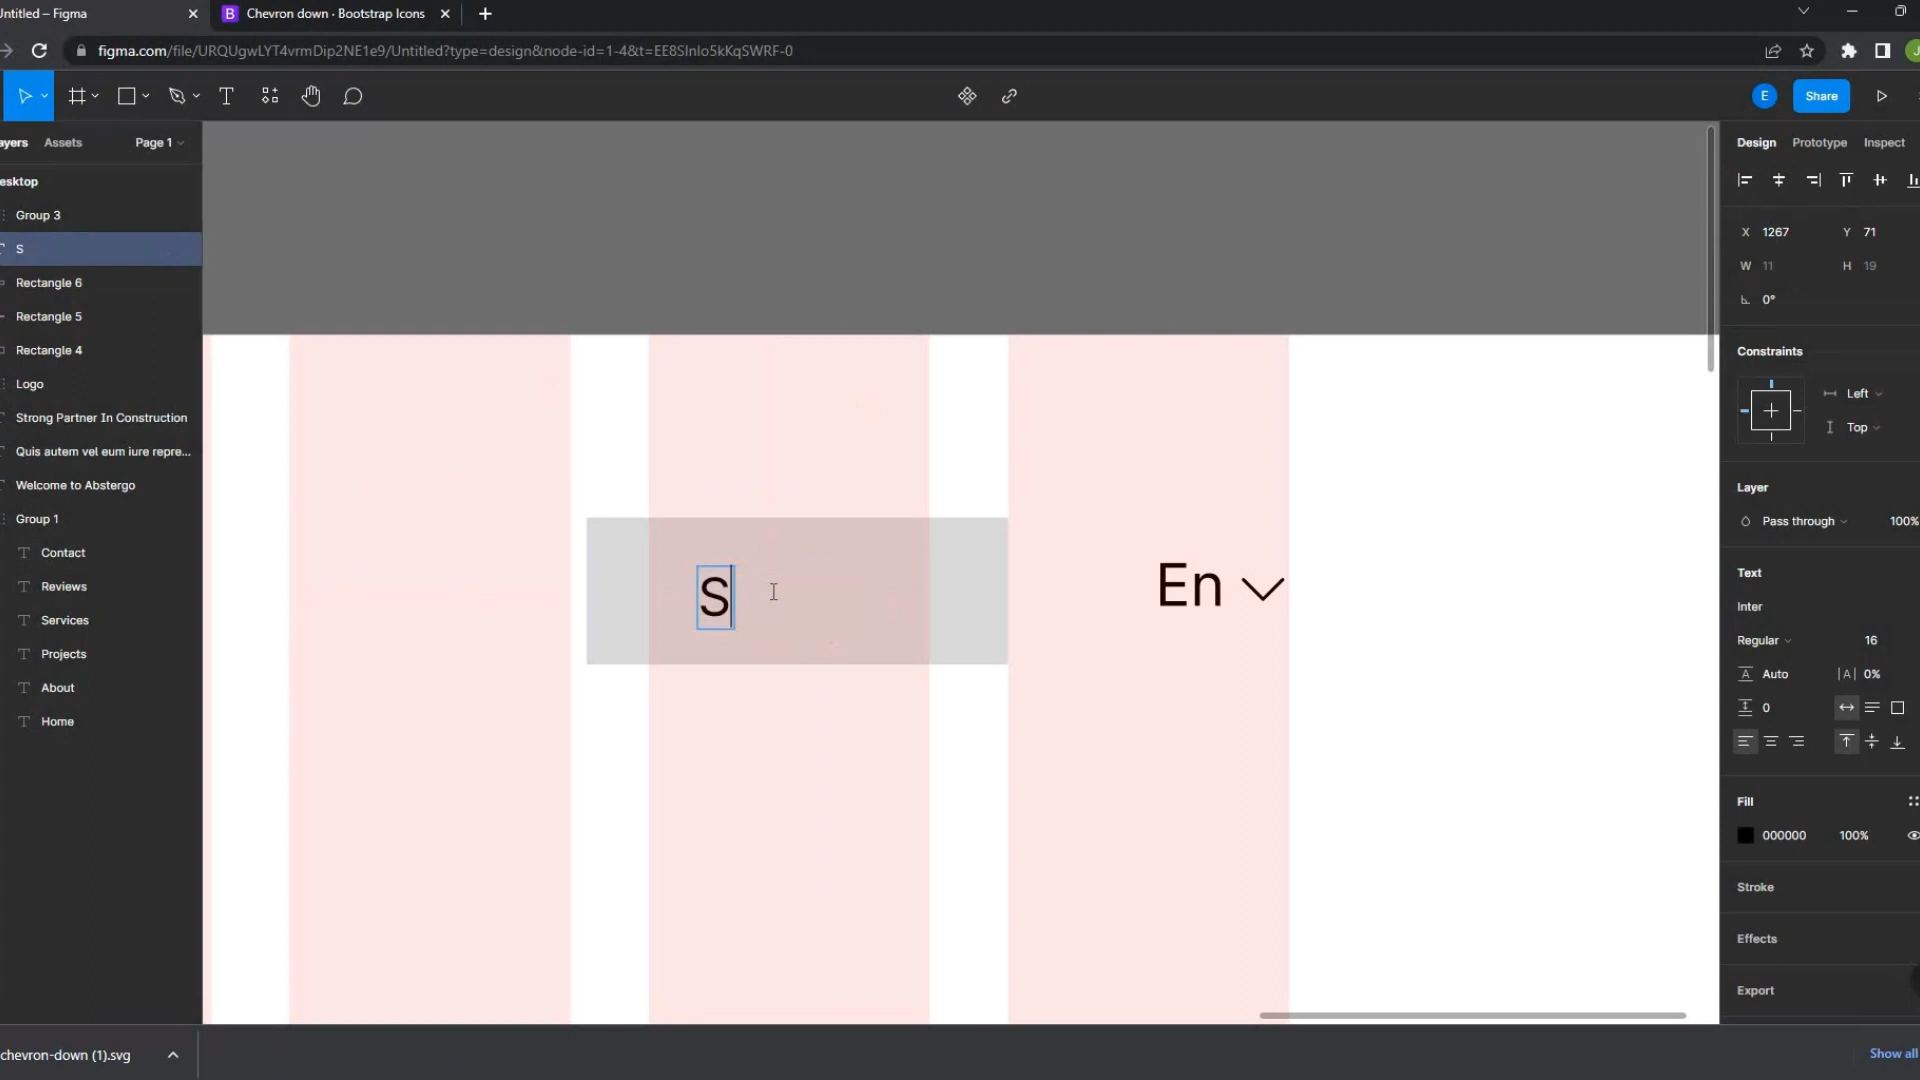 Untitled – Figma
Chevron down · Bootstrap Icons
figma.com/file/URQUgwLYT4vrmDip2NE1e9/Untitled?type=design&node-id=1-4&t=EE8SInIo5kKqSWRF-0
E
Share
ayers
Assets
Page 1
Design
Prototype
Inspect
esktop
Group 3
S
Rectangle 6
Rectangle 5
Rectangle 4
Logo
Strong Partner In Construction
Quis autem vel eum iure repre...
Welcome to Abstergo
Group 1
Contact
Reviews
Services
Projects
About
Home
S
En
X 1267
Y 71
W 11
H 19
0°
Constraints
Left
Top
Layer
Pass through
100%
Text
Inter
Regular
16
Auto
|A| 0%
0
Fill
000000
100%
Stroke
Effects
Export
chevron-down (1).svg
Show all